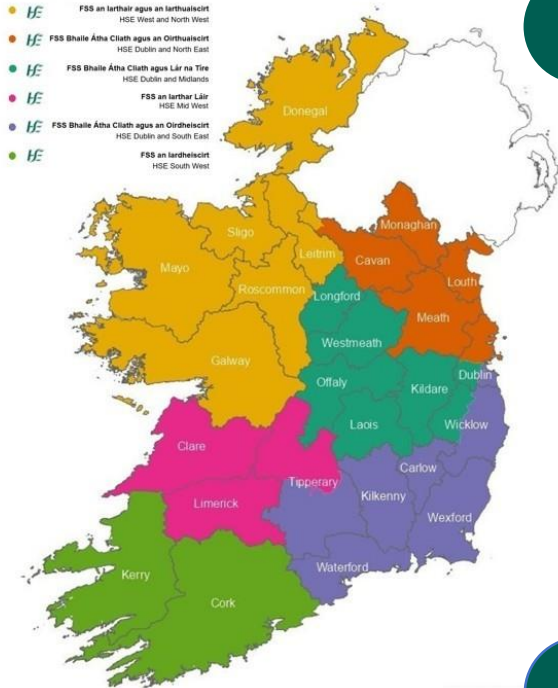 FSS an Iarthair agus an Iarthuaiscirt
HSE West and North West
FSS Bhaile Átha Cliath agus an Oirthuaiscirt
HSE Dublin and North East
FSS Bhaile Átha Cliath agus Lár na Tíre
HSE Dublin and Midlands
FSS an Iarthar Láir
HSE Mid West
FSS Bhaile Átha Cliath agus an Oirdheiscirt
HSE Dublin and South East
FSS an Iardheiscirt
HSE South West
Donegal
Monaghan
Sligo
Leitrim
Cavan
Mayo
Louth
Roscommon
Longford
Meath
Westmeath
Galway
Dublin
Offaly
Kildare
Laois
Wicklow
Clare
Carlow
Tipperary
Kilkenny
Limerick
Wexford
Waterford
Kerry
Cork